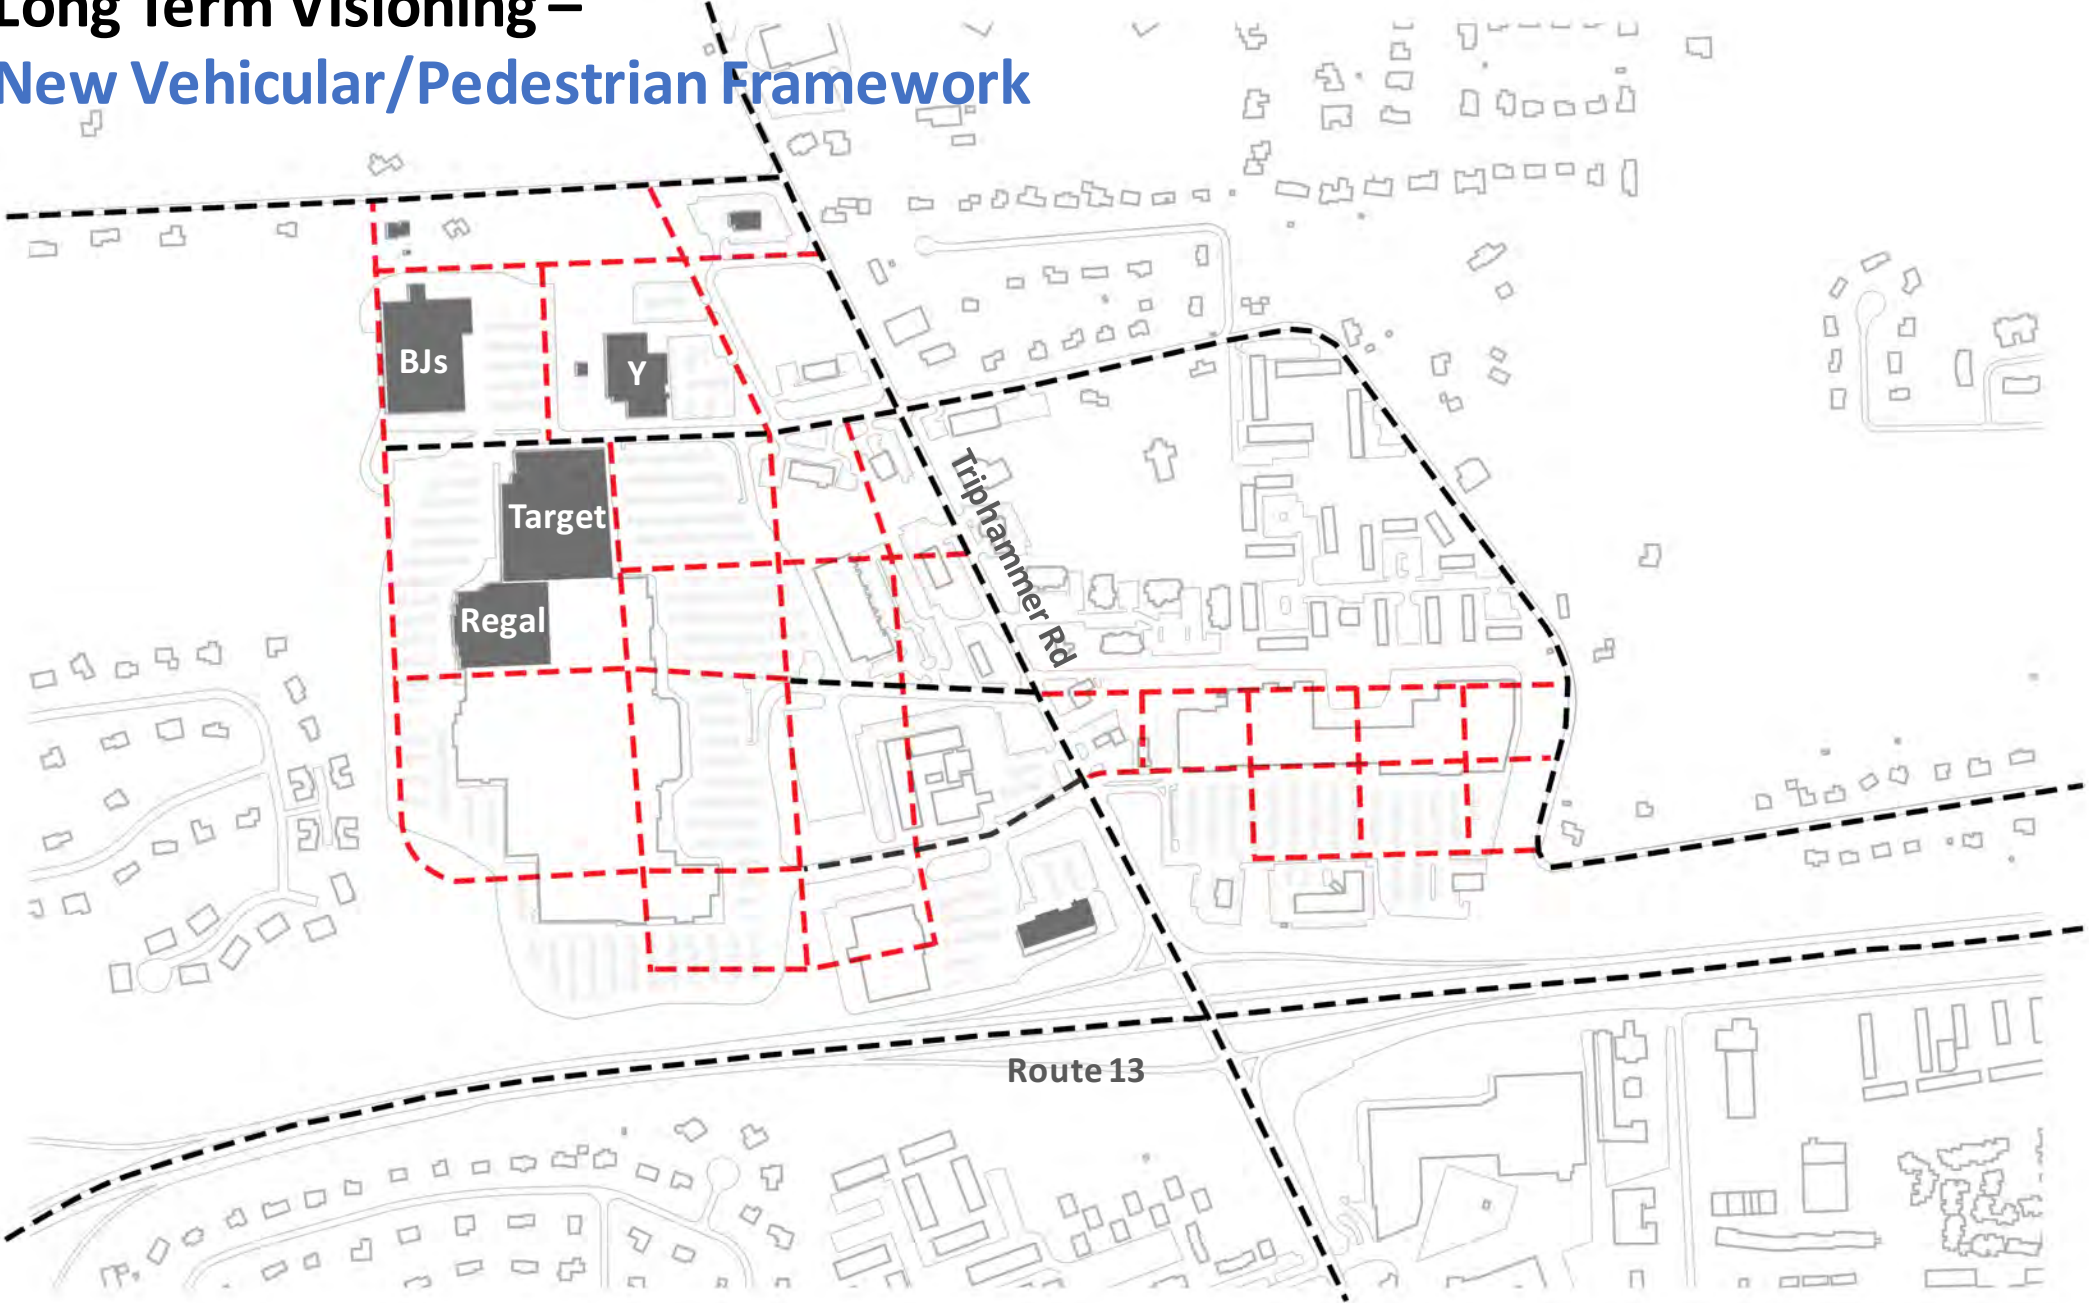 Long Term Visioning –
New Vehicular/Pedestrian Framework
BJs
Y
Target
Triphammer Rd
Regal
Route 13